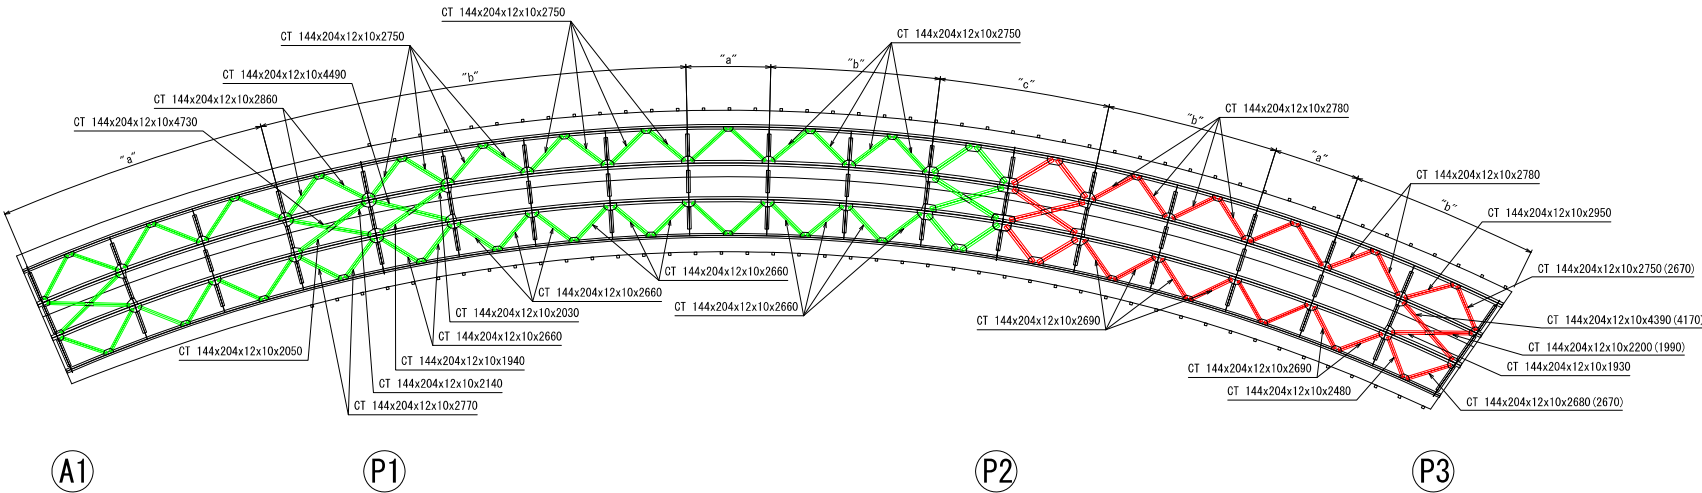 CT 144x204x12x10x2750
CT 144x204x12x10x2750
CT 144x204x12x10x2750
"a"
"b"
"b"
"c"
CT 144x204x12x10x4490
CT 144x204x12x10x2860
CT 144x204x12x10x4730
CT 144x204x12x10x2780
"b"
"a"
"a"
CT 144x204x12x10x2780
"b"
CT 144x204x12x10x2950
CT 144x204x12x10x2750(2670)
CT 144x204x12x10x2660
CT 144x204x12x10x2660
CT 144x204x12x10x2660
CT 144x204x12x10x2030
CT 144x204x12x10x2690
CT 144x204x12x10x4390(4170)
CT 144x204x12x10x2660
CT 144x204x12x10x2200(1990)
CT 144x204x12x10x2050
CT 144x204x12x10x1940
CT 144x204x12x10x2690
CT 144x204x12x10x1930
CT 144x204x12x10x2140
CT 144x204x12x10x2480
CT 144x204x12x10x2770
CT 144x204x12x10x2680(2670)
A1
P1
P2
P3